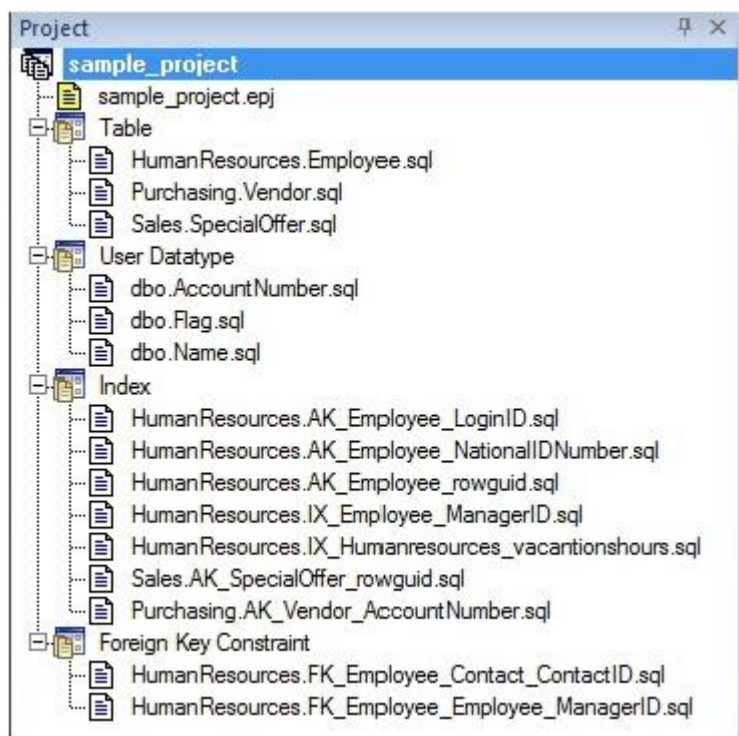 Project
sample_project
sample_project.epj
Table
HumanResources.Employee.sql
Purchasing.Vendor.sql
Sales.SpecialOffer.sql
User Datatype
dbo.AccountNumber.sql
dbo.Flag.sql
dbo.Name.sql
Index
HumanResources.AK_Employee_LoginID.sql
HumanResources.AK_Employee_NationalIDNumber.sql
HumanResources.AK_Employee_rowguid.sql
HumanResources.IX_Employee_ManagerID.sql
HumanResources.IX_Humanresources_vacantionshours.sql
Sales.AK_SpecialOffer_rowguid.sql
Purchasing.AK_Vendor_AccountNumber.sql
Foreign Key Constraint
HumanResources.FK_Employee_Contact_ContactID.sql
HumanResources.FK_Employee_Employee_ManagerID.sql